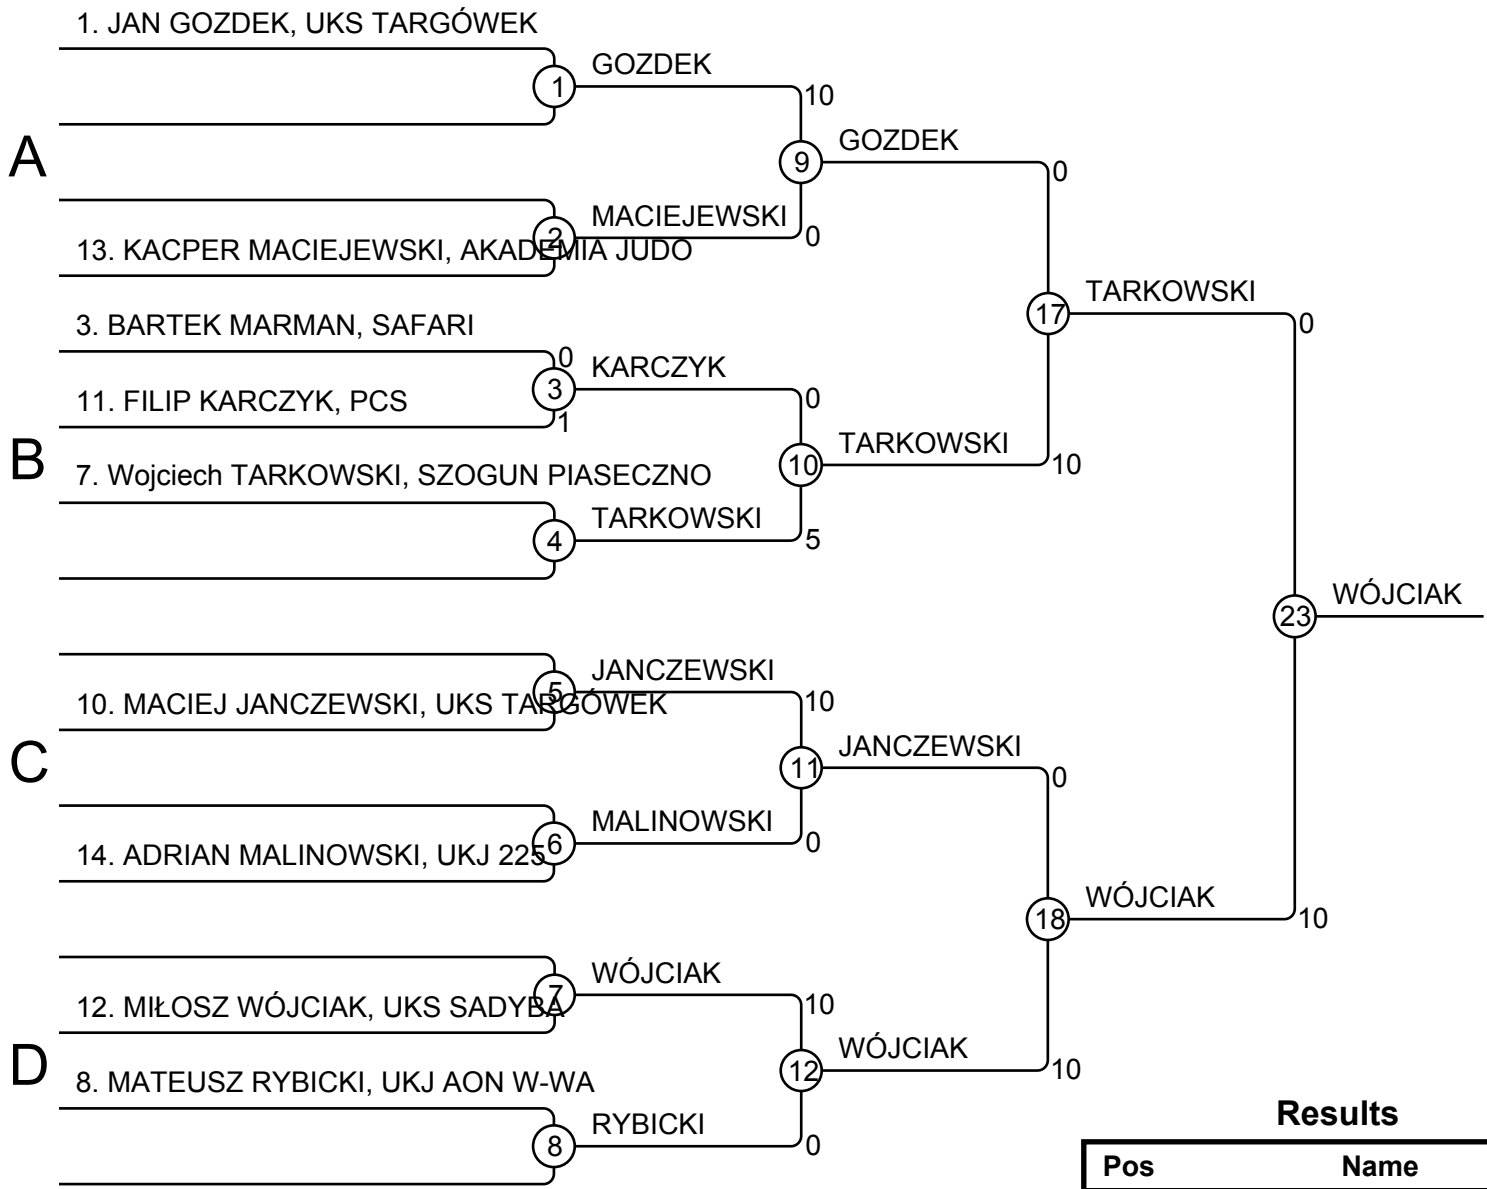 1. JAN GOZDEK, UKS TARGÓWEK
GOZDEK
1
10
A
GOZDEK
9
0
MACIEJEWSKI
2
0
13. KACPER MACIEJEWSKI, AKADEMIA JUDO
TARKOWSKI
17
0
3. BARTEK MARMAN, SAFARI
0
KARCZYK
3
0
11. FILIP KARCZYK, PCS
1
B
TARKOWSKI
10
10
7. Wojciech TARKOWSKI, SZOGUN PIASECZNO
TARKOWSKI
4
5
WÓJCIAK
23
JANCZEWSKI
5
10
10. MACIEJ JANCZEWSKI, UKS TARGÓWEK
C
JANCZEWSKI
11
0
MALINOWSKI
6
0
14. ADRIAN MALINOWSKI, UKJ 225
WÓJCIAK
18
10
WÓJCIAK
7
10
12. MIŁOSZ WÓJCIAK, UKS SADYBA
D
WÓJCIAK
12
10
8. MATEUSZ RYBICKI, UKJ AON W-WA
RYBICKI
8
0
Results
Pos Name